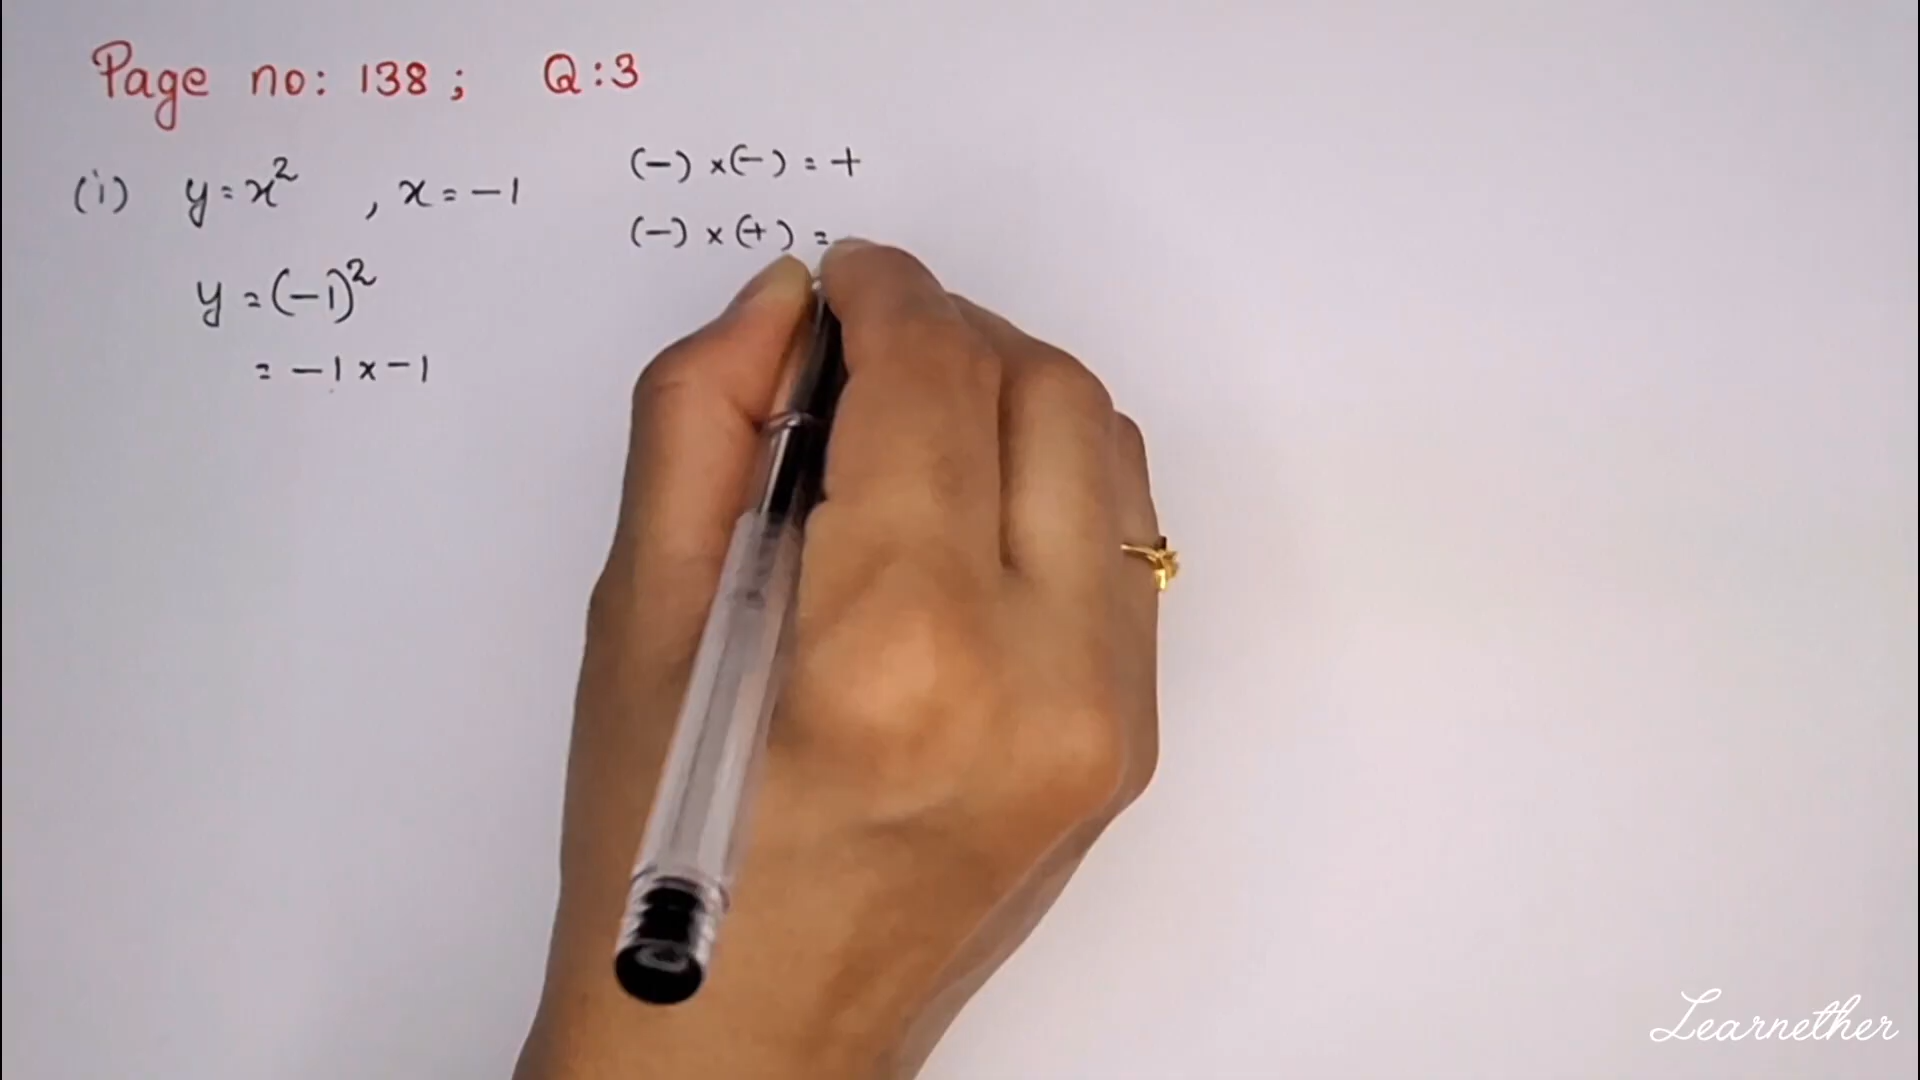 Page no: 138 ; Q:3
(i) y=x² , x=-1
(-) ×(-) = +
(-) × (+) =
y = (-1)²
= -1 x -1
Learnether